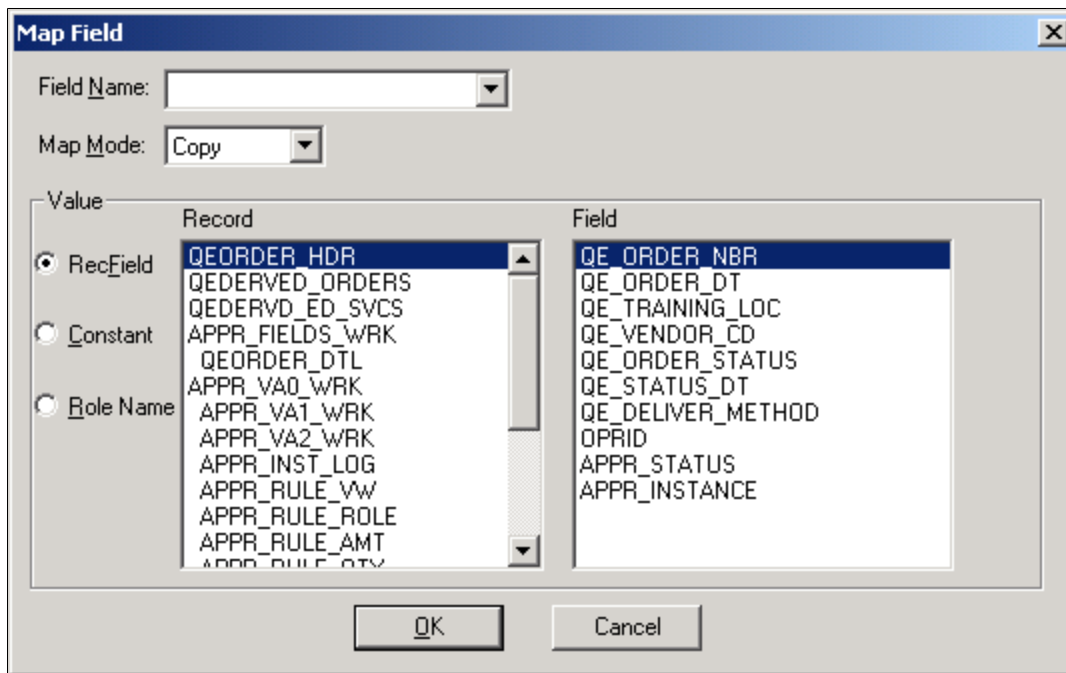 Map Field
Field Name:
Map Mode: Copy
Value
Record
Field
RecField
Constant
Role Name
QEORDER_HDR
QEDERVED_ORDERS
QEDERVD_ED_SVCS
APPR_FIELDS_WRK
QEORDER_DTL
APPR_VA0_WRK
APPR_VA1_WRK
APPR_VA2_WRK
APPR_INST_LOG
APPR_RULE_VW
APPR_RULE_ROLE
APPR_RULE_AMT
APPR_RULE_QTY
QE_ORDER_NBR
QE_ORDER_DT
QE_TRAINING_LOC
QE_VENDOR_CD
QE_ORDER_STATUS
QE_STATUS_DT
QE_DELIVER_METHOD
OPRID
APPR_STATUS
APPR_INSTANCE
OK
Cancel